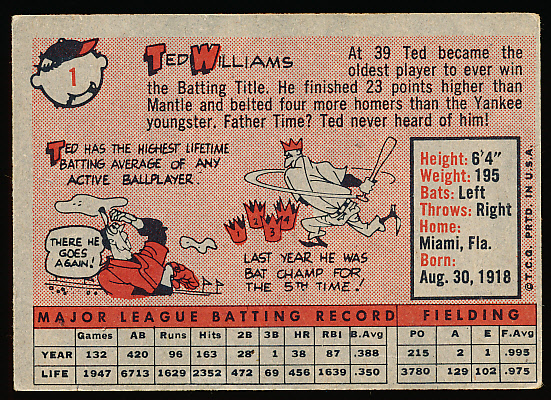 1
TED WILLIAMS
At 39 Ted became the
oldest player to ever win
the Batting Title. He finished 23 points higher than
Mantle and belted four more homers than the Yankee
youngster. Father Time? Ted never heard of him!
TED HAS THE HIGHEST LIFETIME
BATTING AVERAGE OF ANY
ACTIVE BALLPLAYER.
THERE HE
GOES
AGAIN!
1 2 3 4
LAST YEAR HE WAS
BAT CHAMP FOR
THE 5TH TIME!
Height: 6'4"
Weight: 195
Bats: Left
Throws: Right
Home:
Miami, Fla.
Born:
Aug. 30, 1918
© T.C.G. PRTD. IN U.S.A.
MAJOR LEAGUE BATTING RECORD FIELDING
Games AB Runs Hits 2B 3B HR RBI B.Avg PO A E F.Avg
YEAR 132 420 96 163 28 1 38 87 .388 215 2 1 .995
LIFE 1947 6713 1629 2352 472 69 456 1639 .350 3780 129 102 .975